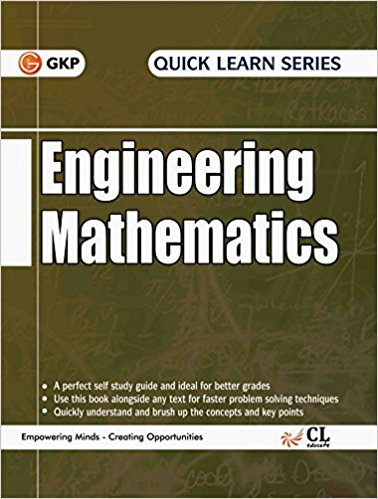 GKP
QUICK LEARN SERIES
Engineering
Mathematics
• A perfect self study guide and ideal for better grades
• Use this book alongside any text for faster problem solving techniques
• Quickly understand and brush up the concepts and key points
Empowering Minds - Creating Opportunities
CL
educate